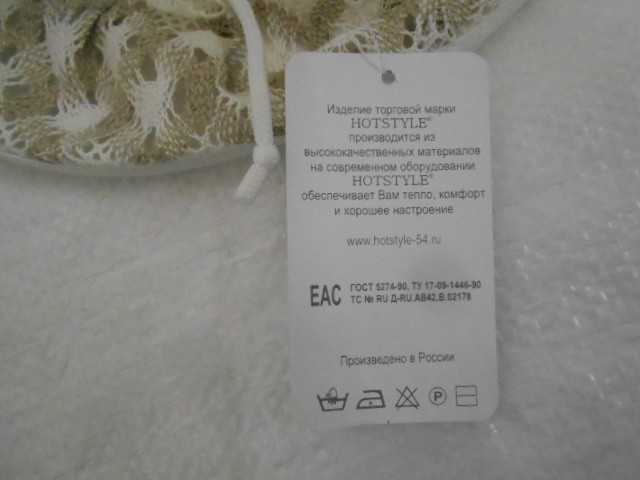 Изделие торговой марки
HOTSTYLE®
производится из
высококачественных материалов
на современном оборудовании
HOTSTYLE®
обеспечивает Вам тепло, комфорт
и хорошее настроение
www.hotstyle-54.ru
EAC
ГОСТ 5274-90, ТУ 17-09-1446-90
ТС № RU Д-RU.АВ42.В.02178
Произведено в России
P